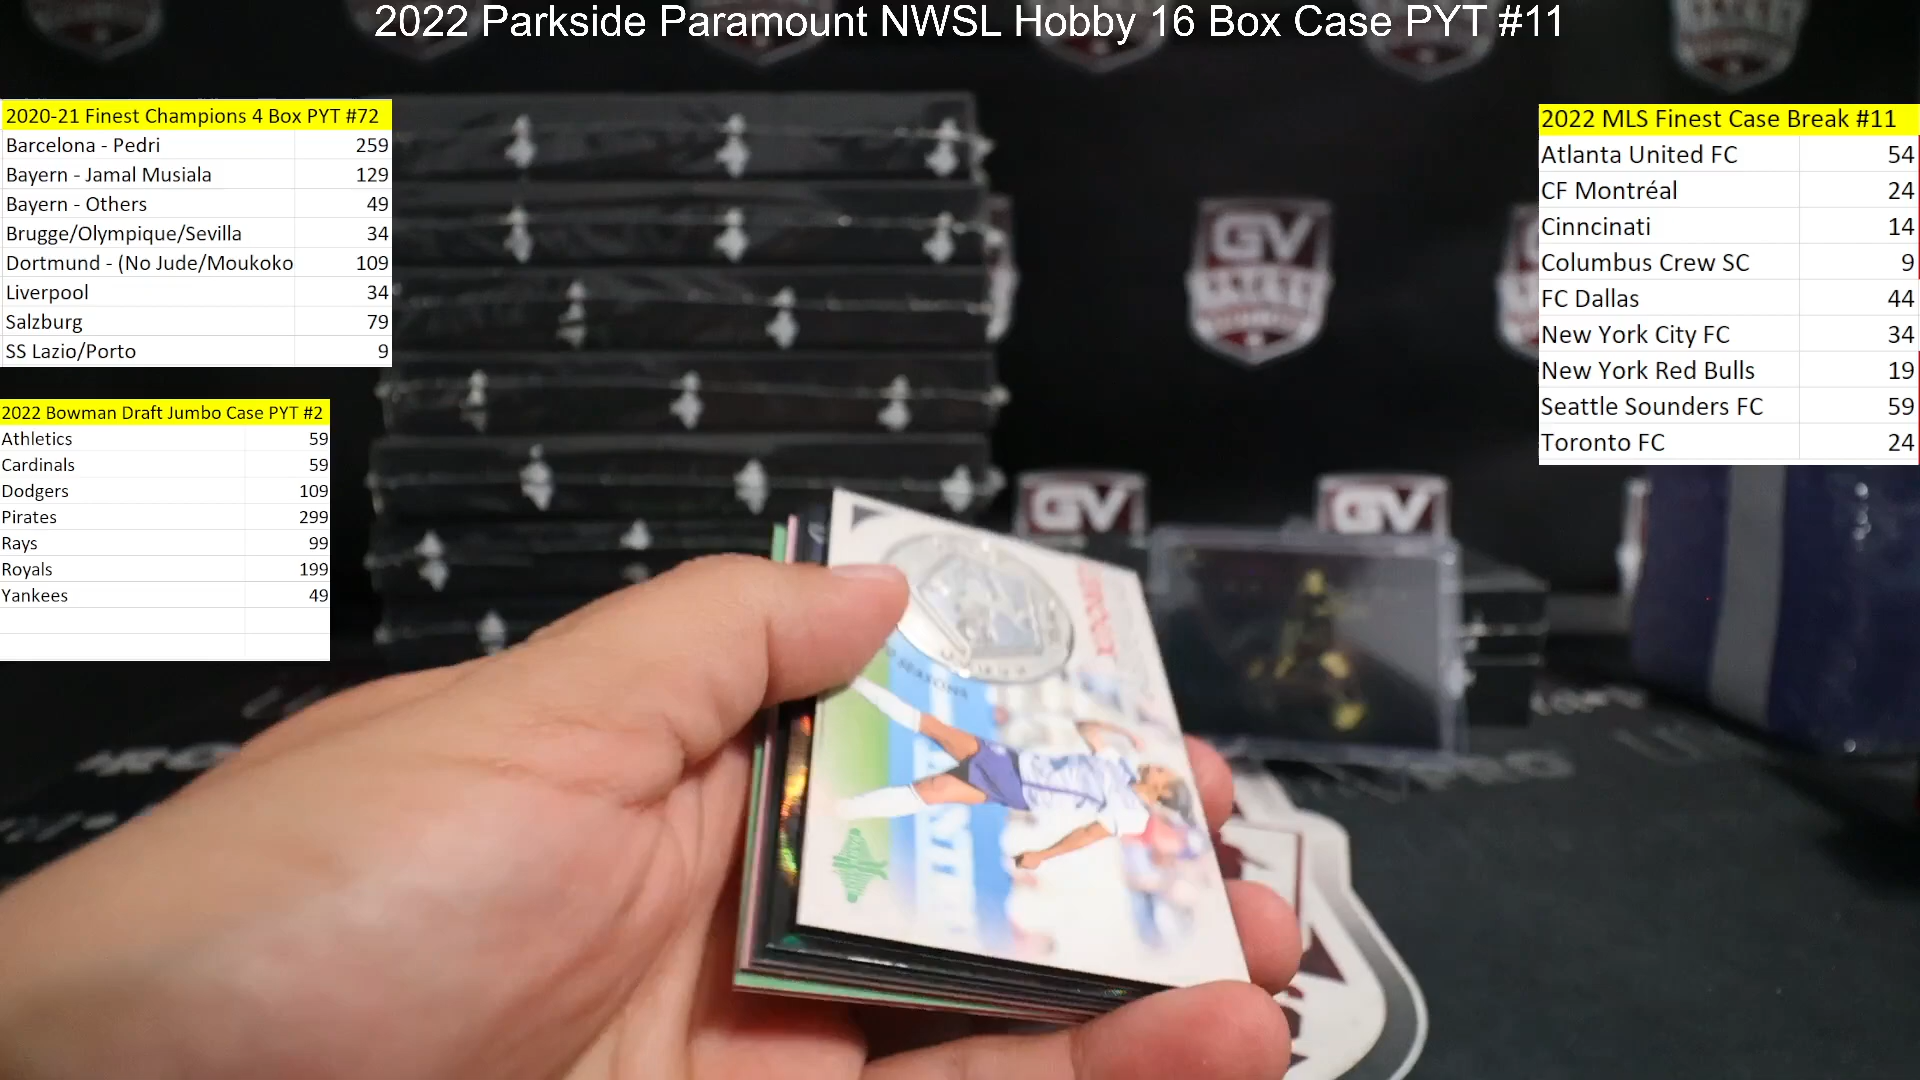 2022 Parkside Paramount NWSL Hobby 16 Box Case PYT #11
2020-21 Finest Champions 4 Box PYT #72
Barcelona - Pedri 259
Bayern - Jamal Musiala 129
Bayern - Others 49
Brugge/Olympique/Sevilla 34
Dortmund - (No Jude/Moukoko 109
Liverpool 34
Salzburg 79
SS Lazio/Porto 9
2022 Bowman Draft Jumbo Case PYT #2
Athletics 59
Cardinals 59
Dodgers 109
Pirates 299
Rays 99
Royals 199
Yankees 49
2022 MLS Finest Case Break #11
Atlanta United FC 54
CF Montréal 24
Cinncinati 14
Columbus Crew SC 9
FC Dallas 44
New York City FC 34
New York Red Bulls 19
Seattle Sounders FC 59
Toronto FC 24
GV
GV
GV